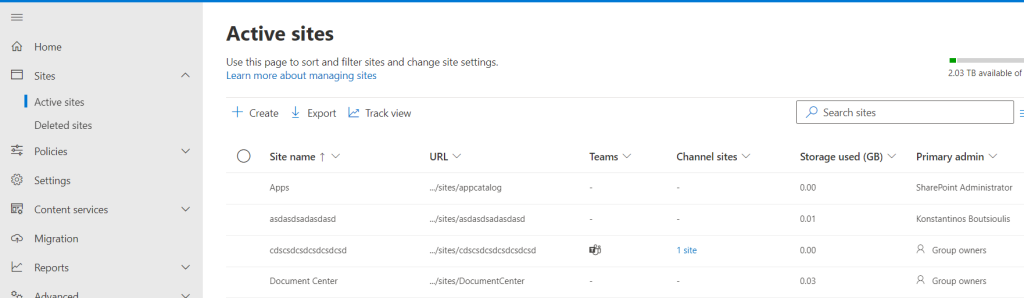 Active sites
Home
Use this page to sort and filter sites and change site settings.
Sites
Learn more about managing sites
2.03 TB available of
Active sites
Create Export Track view
Search sites
Deleted sites
Policies
Site name ↑ URL Teams Channel sites Storage used (GB) Primary admin
Settings
Apps .../sites/appcatalog - - 0.00 SharePoint Administrator
Content services
asdasdsadasdasd .../sites/asdasdsadasdasd - - 0.01 Konstantinos Boutsioulis
Migration
cdscsdcsdcsdcsdcsd .../sites/cdscsdcsdcsdcsdcsd 1 site 0.00 Group owners
Reports
Document Center .../sites/DocumentCenter - - 0.03 Group owners
Advanced